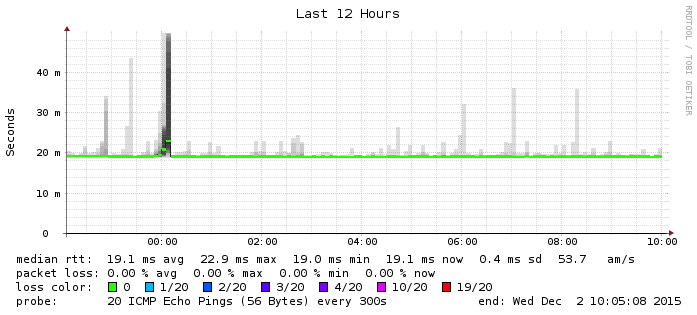 Last 12 Hours
RRDTOOL / TOBI OETIKER
Seconds
40 m
30 m
20 m
10 m
0
00:00 02:00 04:00 06:00 08:00 10:00
median rtt: 19.1 ms avg 22.9 ms max 19.0 ms min 19.1 ms now 0.4 ms sd 53.7 am/s
packet loss: 0.00 % avg 0.00 % max 0.00 % min 0.00 % now
loss color: 0 1/20 2/20 3/20 4/20 10/20 19/20
probe: 20 ICMP Echo Pings (56 Bytes) every 300s end: Wed Dec 2 10:05:08 2015